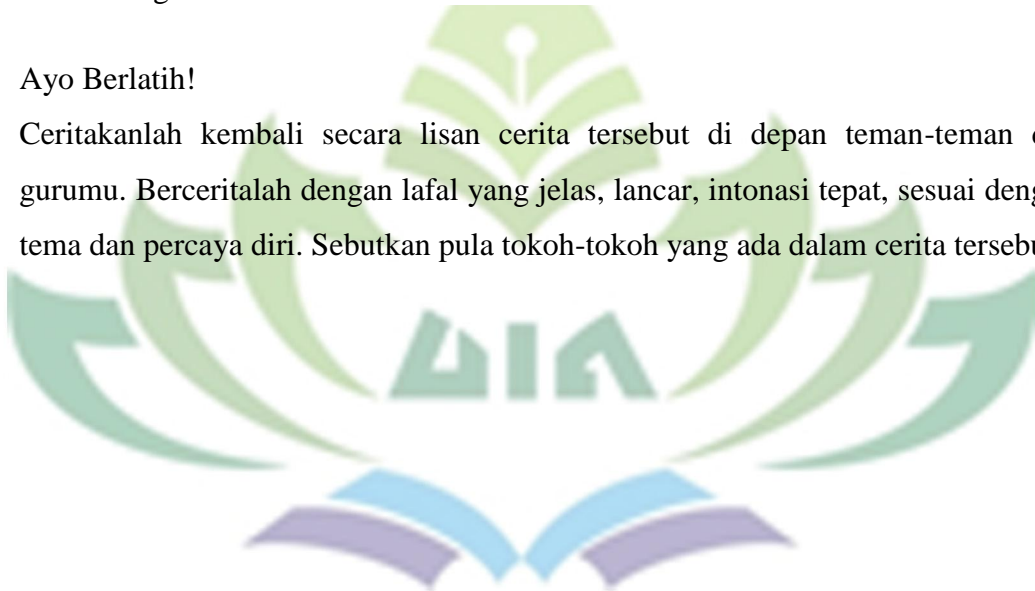 Ayo Berlatih!
Ceritakanlah kembali secara lisan cerita tersebut di depan teman-teman
gurumu. Berceritalah dengan lafal yang jelas, lancar, intonasi tepat, sesuai
tema dan percaya diri. Sebutkan pula tokoh-tokoh yang ada dalam cerita
UIN